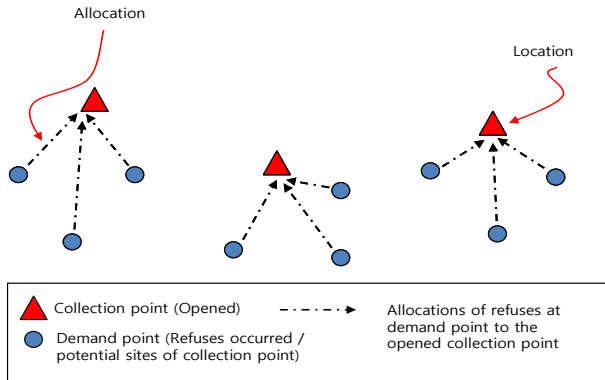 Allocation
Location
Collection point (Opened)
Demand point (Refuses occurred /
potential sites of collection point)
Allocations of refuses at
demand point to the
opened collection point